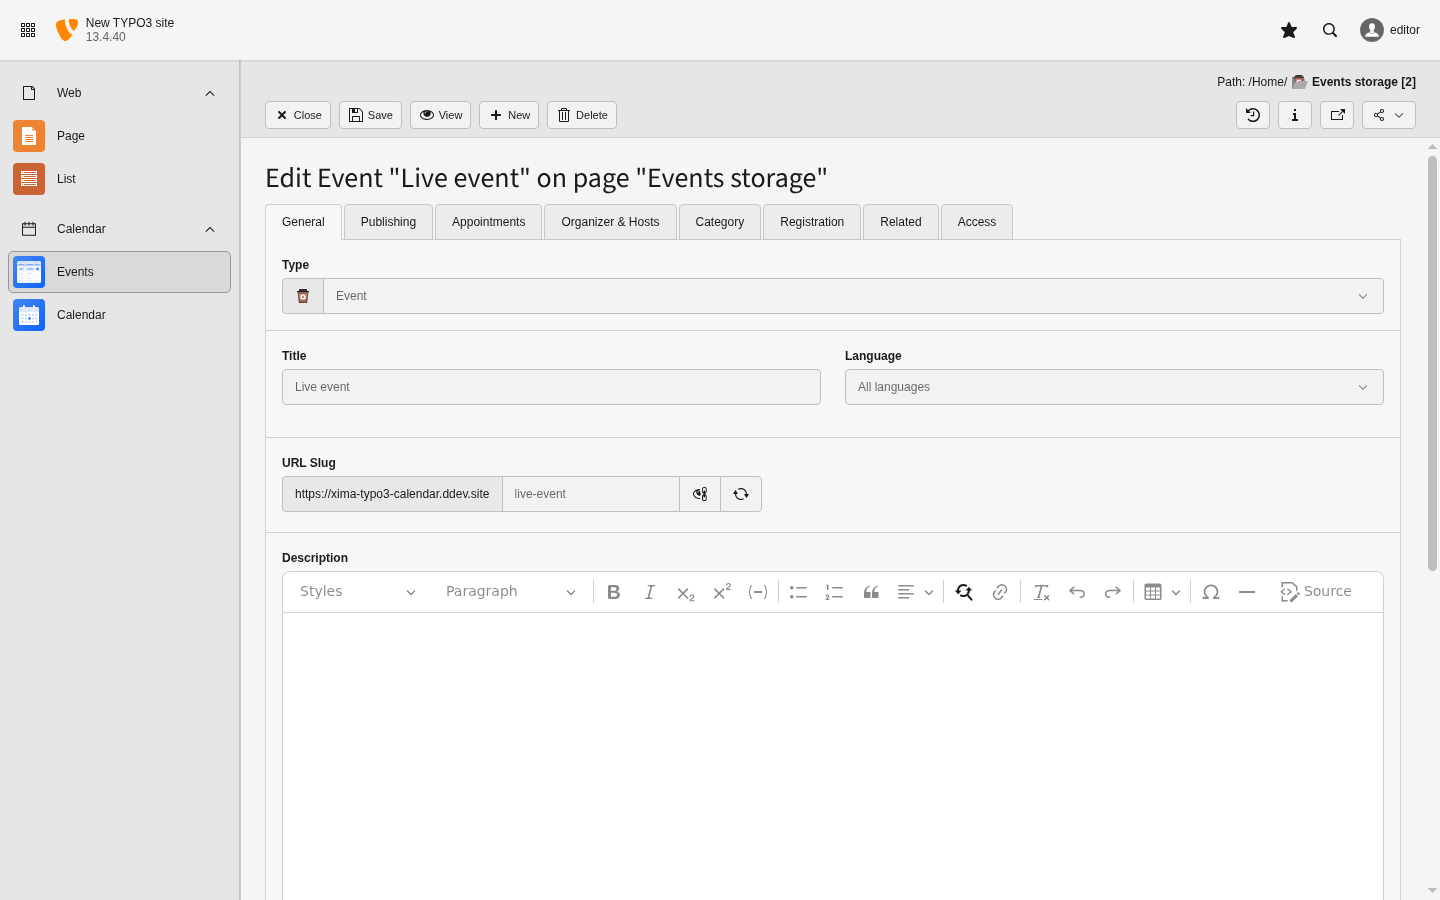 New TYPO3 site
13.4.40
editor
Web
Page
List
Calendar
Events
Calendar
Path: /Home/ Events storage [2]
Close
Save
View
New
Delete
Edit Event "Live event" on page "Events storage"
General
Publishing
Appointments
Organizer & Hosts
Category
Registration
Related
Access
Type
Event
Title
Language
Live event
All languages
URL Slug
https://xima-typo3-calendar.ddev.site
live-event
Description
Styles
Paragraph
Source